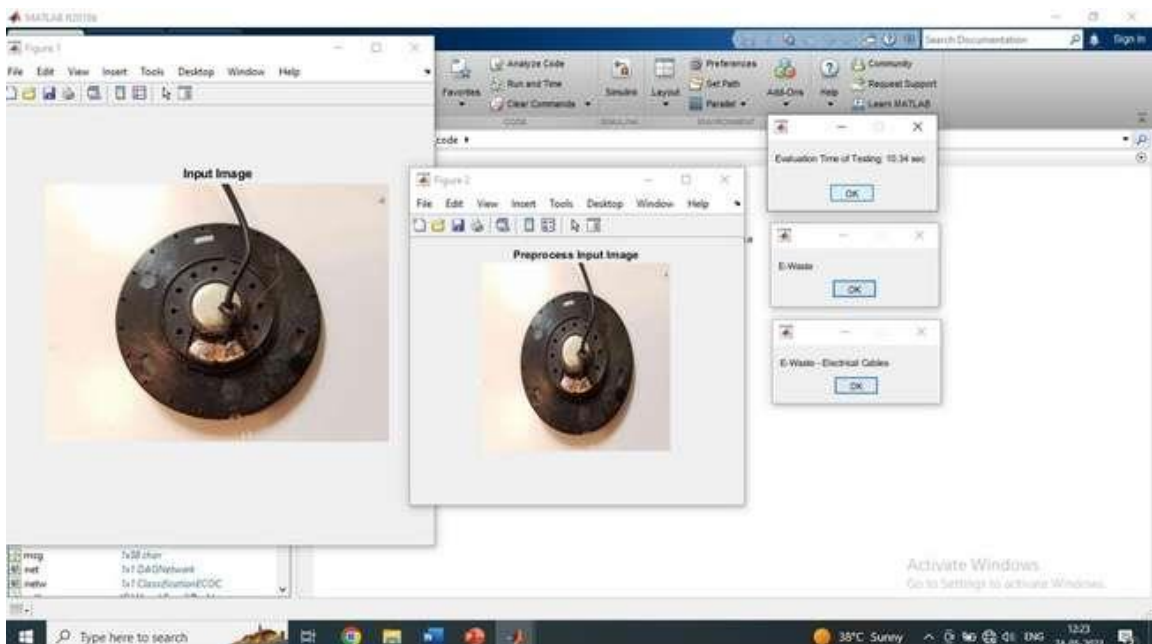 MATLAB R2018a
Figure 1
File Edit View Insert Tools Desktop Window Help
Input Image
Favorites
Analyze Code
Run and Time
Clear Commands
CODE
Simulink
SIMULINK
Layout
Preferences
Set Path
Parallel
ENVIRONMENT
Add-Ons
Help
Community
Request Support
Learn MATLAB
Search Documentation
Sign In
code
Figure 2
File Edit View Insert Tools Desktop Window Help
Preprocess Input Image
Evaluation Time of Testing 10.34 sec
OK
E-Waste
OK
E-Waste - Electrical Cables
OK
msg 1x38 char
net 1x1 DAGNetwork
netw 1x1 ClassificationECOC
Activate Windows
Go to Settings to activate Windows.
Type here to search
38°C Sunny
ENG
12:23